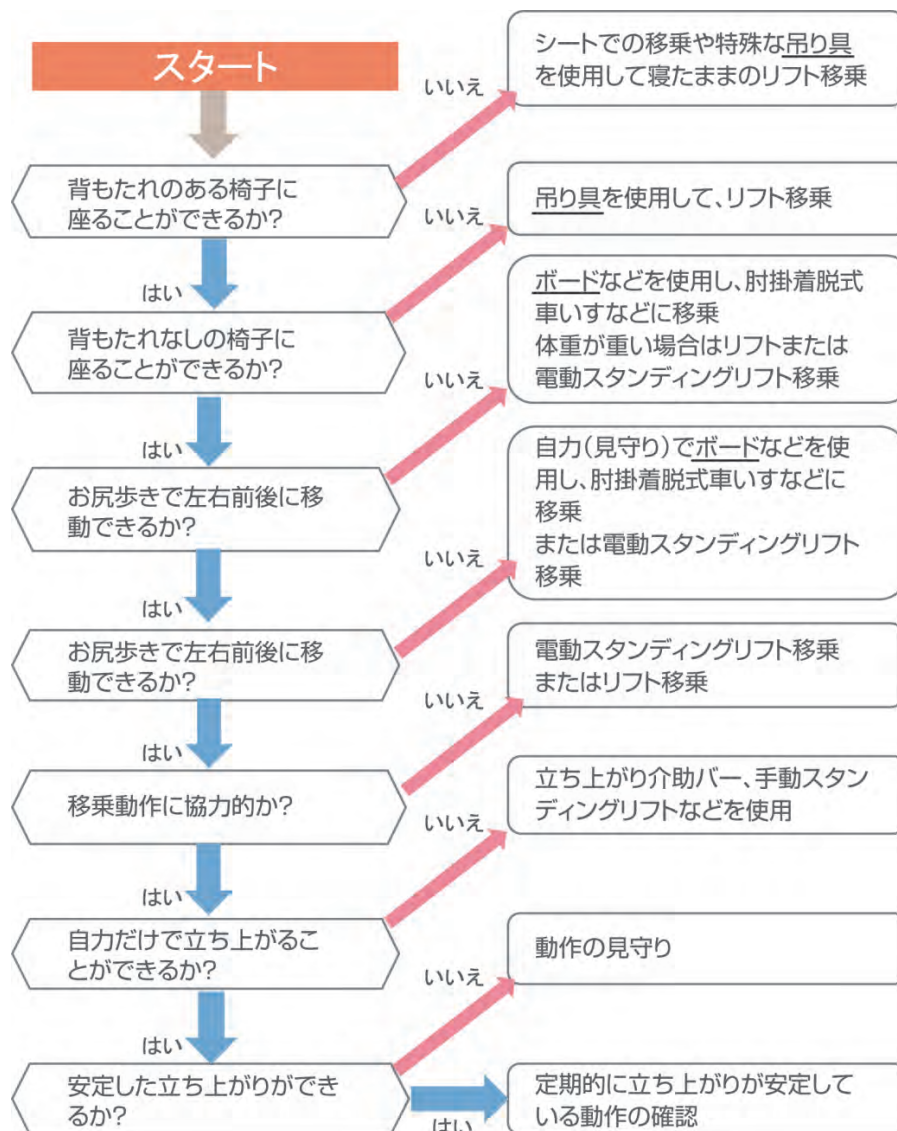 スタート
いいえ
シートでの移乗や特殊な吊り具
を使用して寝たままのリフト移乗
背もたれのある椅子に
座ることができるか?
いいえ
吊り具を使用して、リフト移乗
はい
背もたれなしの椅子に
座ることができるか?
いいえ
ボードなどを使用し、肘掛着脱式
車いすなどに移乗
体重が重い場合はリフトまたは
電動スタンディングリフト移乗
はい
お尻歩きで左右前後に移
動できるか?
いいえ
自力(見守り)でボードなどを使
用し、肘掛着脱式車いすなどに
移乗
または電動スタンディングリフト
移乗
はい
お尻歩きで左右前後に移
動できるか?
いいえ
電動スタンディングリフト移乗
またはリフト移乗
はい
移乗動作に協力的か?
いいえ
立ち上がり介助バー、手動スタン
ディングリフトなどを使用
はい
自力だけで立ち上がるこ
とができるか?
いいえ
動作の見守り
はい
安定した立ち上がりができ
るか?
はい
定期的に立ち上がりが安定して
いる動作の確認